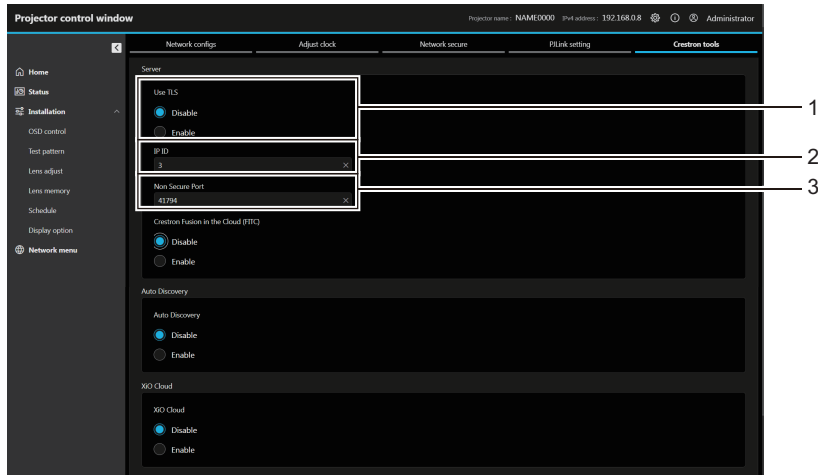 Projector control window
Projector name : NAME0000 IPv4 address : 192.168.0.8 Administrator
Network configs Adjust clock Network secure PJLink setting Crestron tools
Home
Status
Installation
OSD control
Test pattern
Lens adjust
Lens memory
Schedule
Display option
Network menu
Server
Use TLS
Disable
Enable
1
IP ID
3
2
Non Secure Port
41794
3
Crestron Fusion in the Cloud (FITC)
Disable
Enable
Auto Discovery
Auto Discovery
Disable
Enable
XiO Cloud
XiO Cloud
Disable
Enable